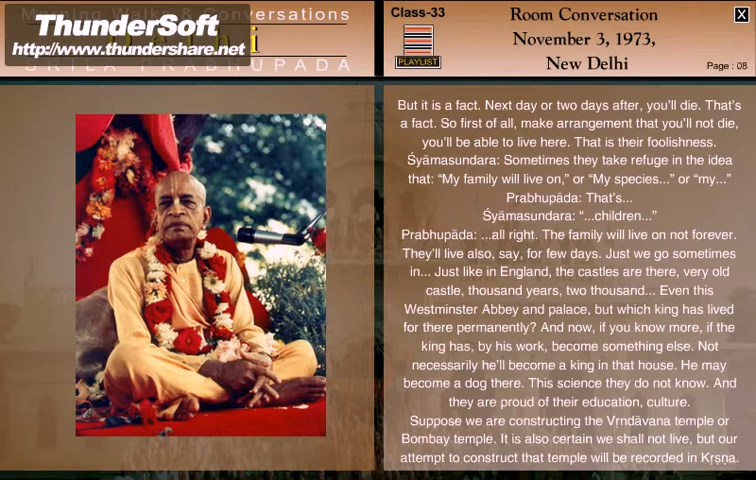 Morning Walks & Conversations
ThunderSoft
http://www.thundershare.net
SRILA PRABHUPADA
Class-33
PLAYLIST
Room Conversation
November 3, 1973,
New Delhi
X
Page : 08
But it is a fact. Next day or two days after, you’ll die. That’s
a fact. So first of all, make arrangement that you’ll not die,
you’ll be able to live here. That is their foolishness.
Śyāmasundara: Sometimes they take refuge in the idea
that: “My family will live on,” or “My species...” or “my...”
Prabhupāda: That’s...
Śyāmasundara: “...children...”
Prabhupāda: ...all right. The family will live on not forever.
They’ll live also, say, for few days. Just we go sometimes
in... Just like in England, the castles are there, very old
castle, thousand years, two thousand... Even this
Westminster Abbey and palace, but which king has lived
for there permanently? And now, if you know more, if the
king has, by his work, become something else. Not
necessarily he’ll become a king in that house. He may
become a dog there. This science they do not know. And
they are proud of their education, culture.
Suppose we are constructing the Vṛndāvana temple or
Bombay temple. It is also certain we shall not live, but our
attempt to construct that temple will be recorded in Kṛṣṇa.